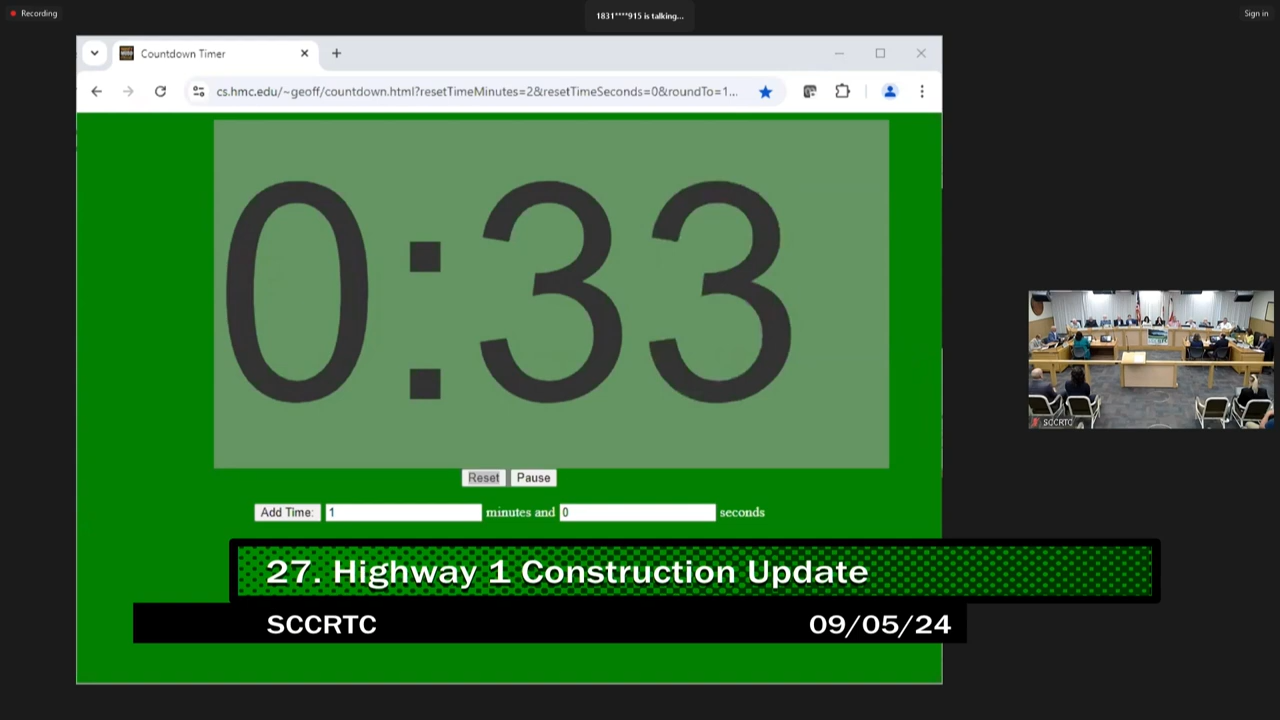 Recording
1831****915 is talking...
Sign in
Countdown Timer
cs.hmc.edu/~geoff/countdown.html?resetTimeMinutes=2&resetTimeSeconds=0&roundTo=1...
0:33
Reset Pause
Add Time: 1 minutes and 0 seconds
27. Highway 1 Construction Update
SCCRTC 09/05/24
SCCRTC